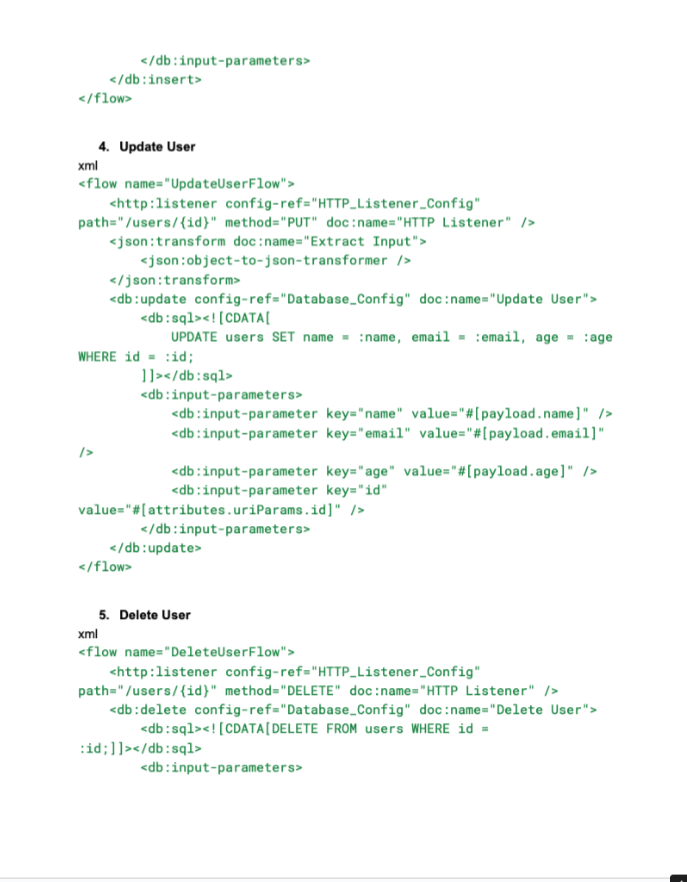 </db:input-parameters>
</db:insert>
</flow>
4. Update User
xml
<flow name="UpdateUserFlow">
<http:listener config-ref="HTTP_Listener_Config"
path="/users/{id}" method="PUT" doc:name="HTTP Listener" />
<json:transform doc:name="Extract Input">
<json:object-to-json-transformer />
</json:transform>
<db:update config-ref="Database_Config" doc:name="Update User">
<db:sql><![CDATA[
UPDATE users SET name = :name, email = :email, age = :age
WHERE id = :id;
]]></db:sql>
<db:input-parameters>
<db:input-parameter key="name" value="#[payload.name]" />
<db:input-parameter key="email" value="#[payload.email]"
/>
<db:input-parameter key="age" value="#[payload.age]" />
<db:input-parameter key="id"
value="#[attributes.uriParams.id]" />
</db:input-parameters>
</db:update>
</flow>
5. Delete User
xml
<flow name="DeleteUserFlow">
<http:listener config-ref="HTTP_Listener_Config"
path="/users/{id}" method="DELETE" doc:name="HTTP Listener" />
<db:delete config-ref="Database_Config" doc:name="Delete User">
<db:sql><![CDATA[DELETE FROM users WHERE id =
:id;]]></db:sql>
<db:input-parameters>